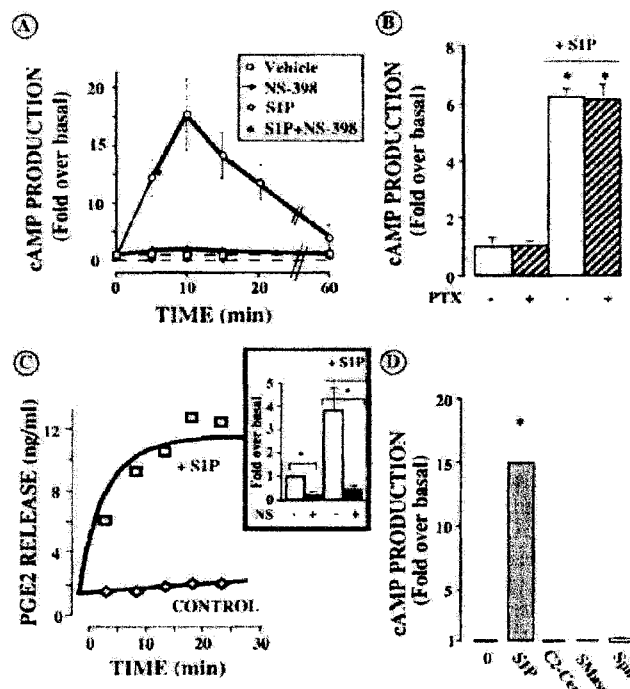 A
Vehicle
NS-398
S1P
S1P+NS-398
cAMP PRODUCTION
(Fold over basal)
20
15
10
5
0
0 10 20 60
TIME (min)
B
+ S1P
* *
cAMP PRODUCTION
(Fold over basal)
8
6
4
2
0
PTX - + - +
C
PGE2 RELEASE (ng/ml)
12
8
4
0
+ S1P
CONTROL
0 10 20 30
TIME (min)
+ S1P
* *
Fold over basal
5
4
3
2
1
0
NS - + - +
D
*
cAMP PRODUCTION
(Fold over basal)
20
15
10
5
1
0 S1P C2-Cer SMase